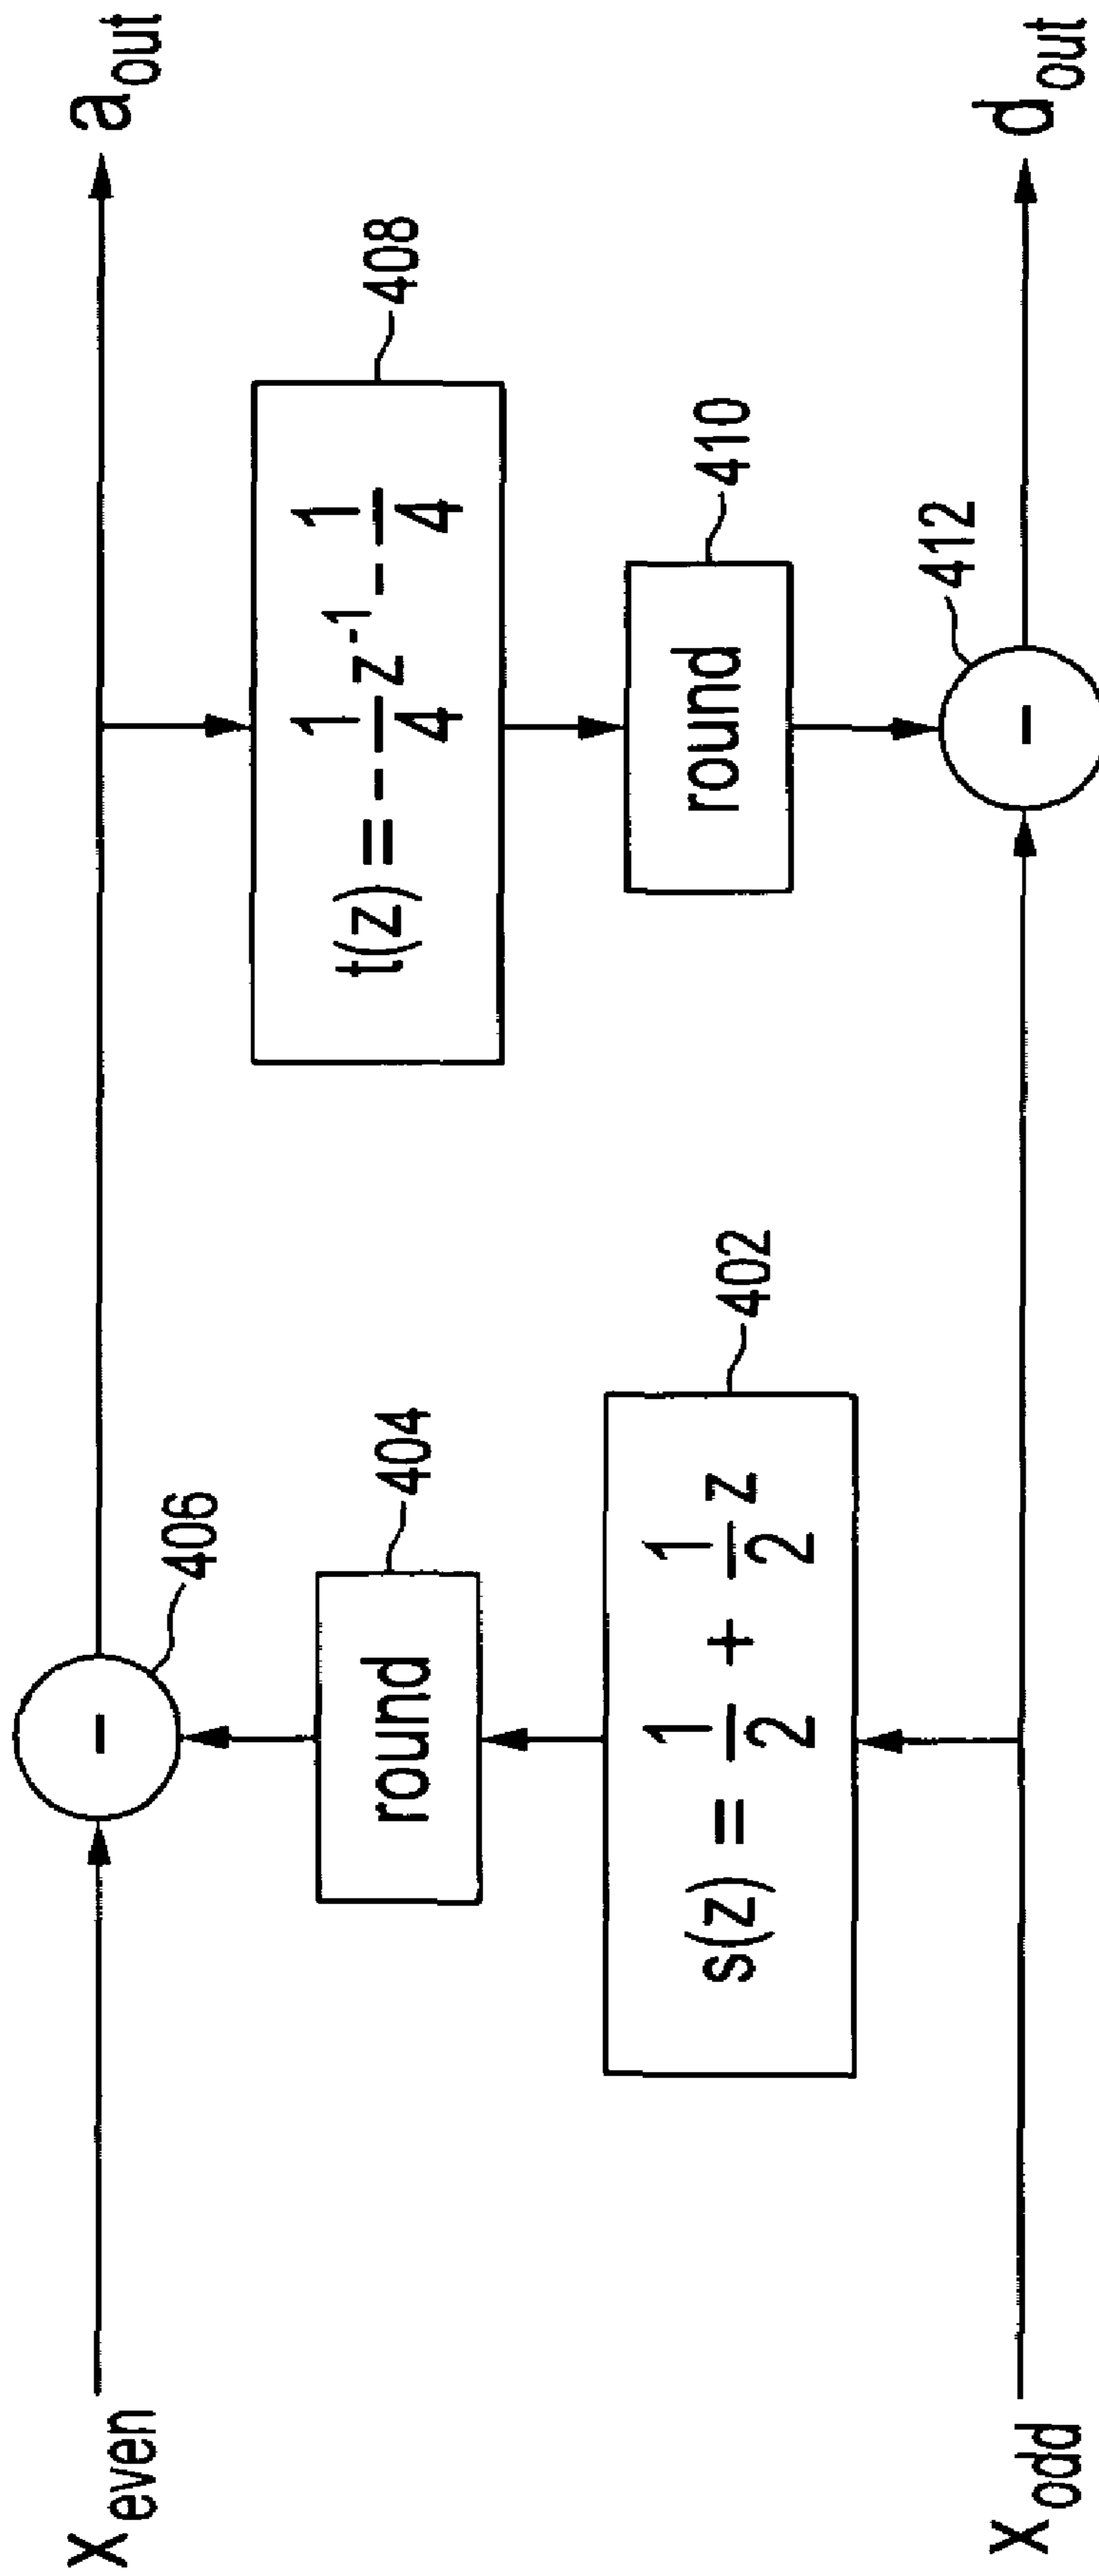 x_even
a_out
406
round
404
s(z) = 1/2 + 1/2 z
402
t(z) = - 1/4 z^-1 - 1/4
408
round
410
412
-
-
x_odd
d_out